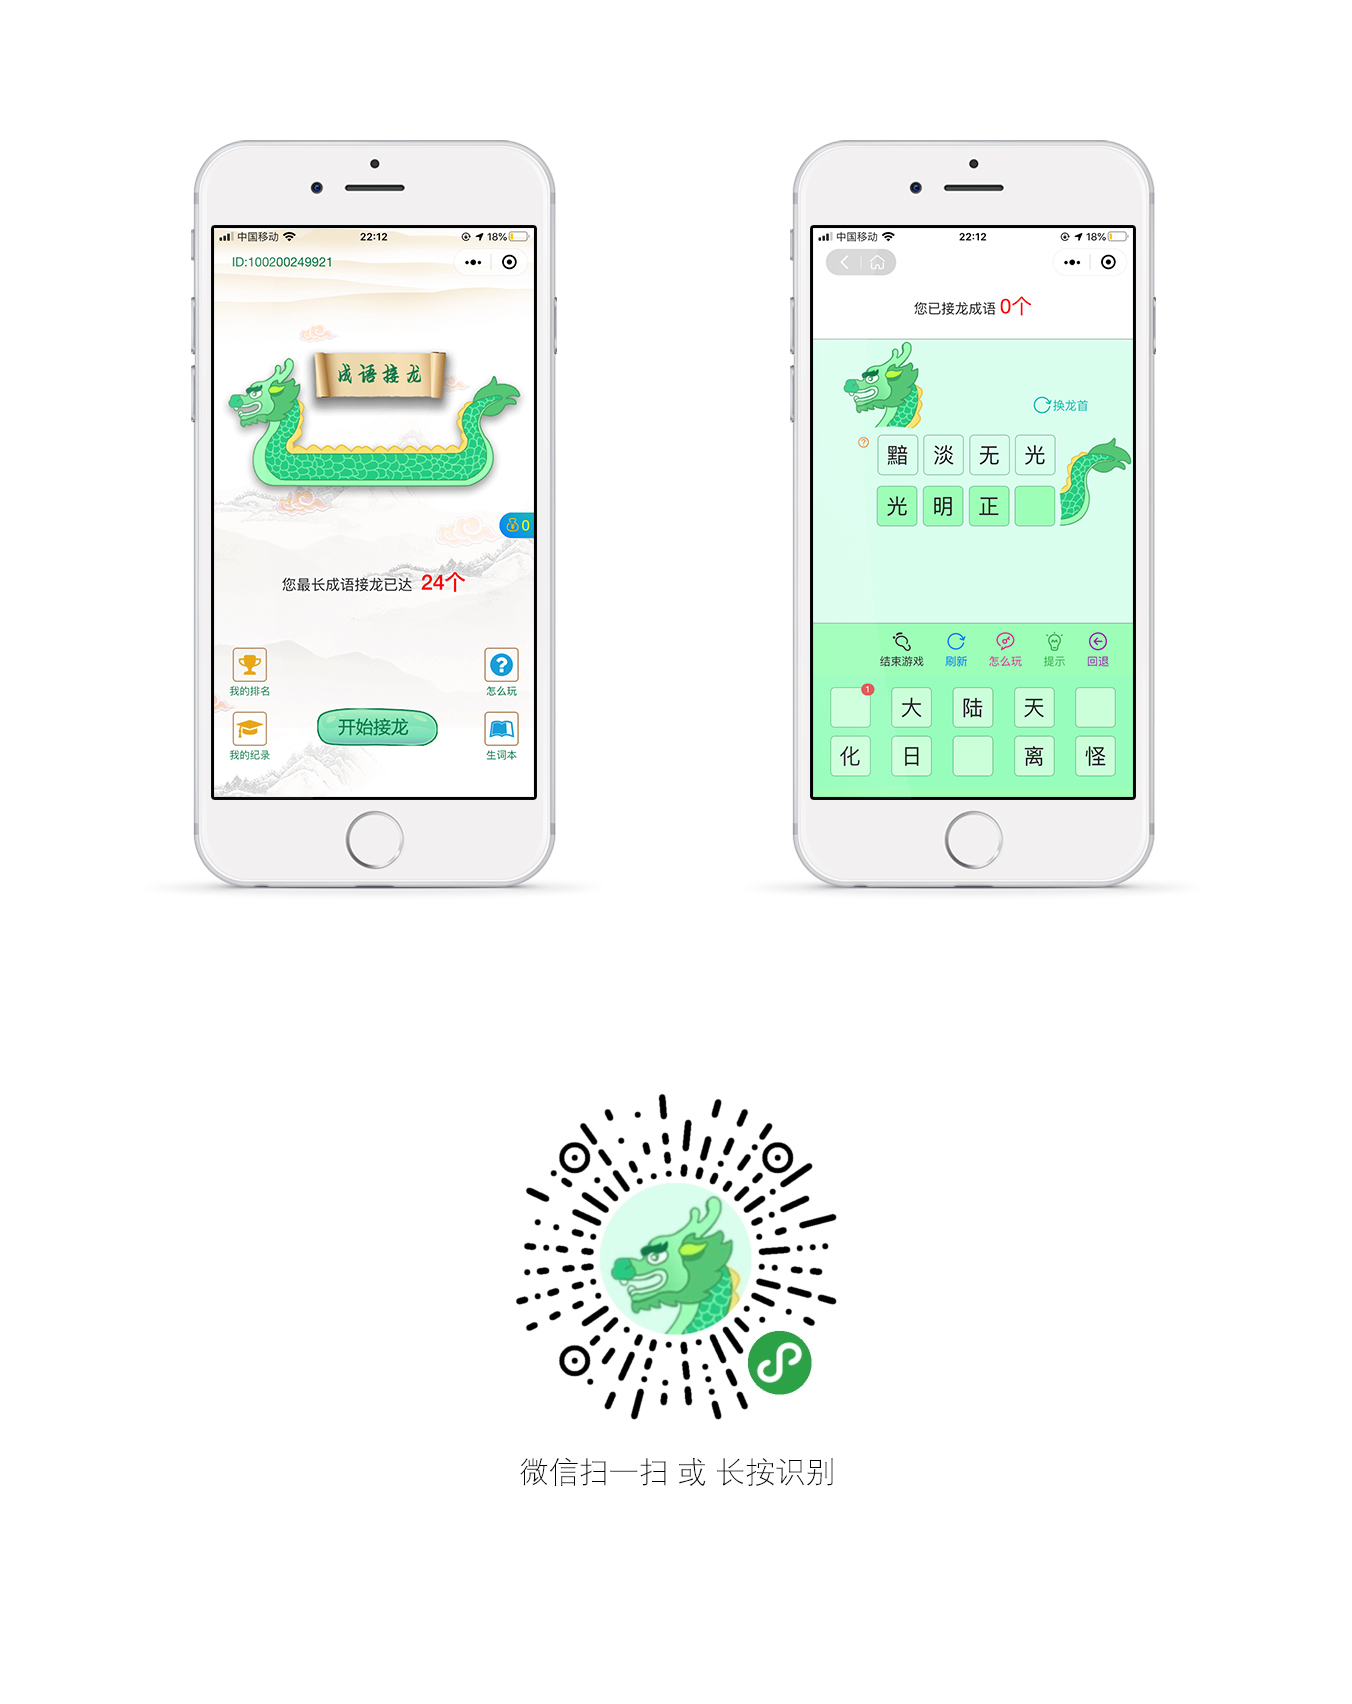 中国移动 22:12 18%
ID:100200249921
成语接龙
0
您最长成语接龙已达 24个
我的排名
怎么玩
开始接龙
我的纪录
生词本
中国移动 22:12 18%
您已接龙成语 0个
换龙首
?
黯 淡 无 光
光 明 正
结束游戏 刷新 怎么玩 提示 回退
1
大 陆 天
化 日 离 怪
微信扫一扫 或 长按识别